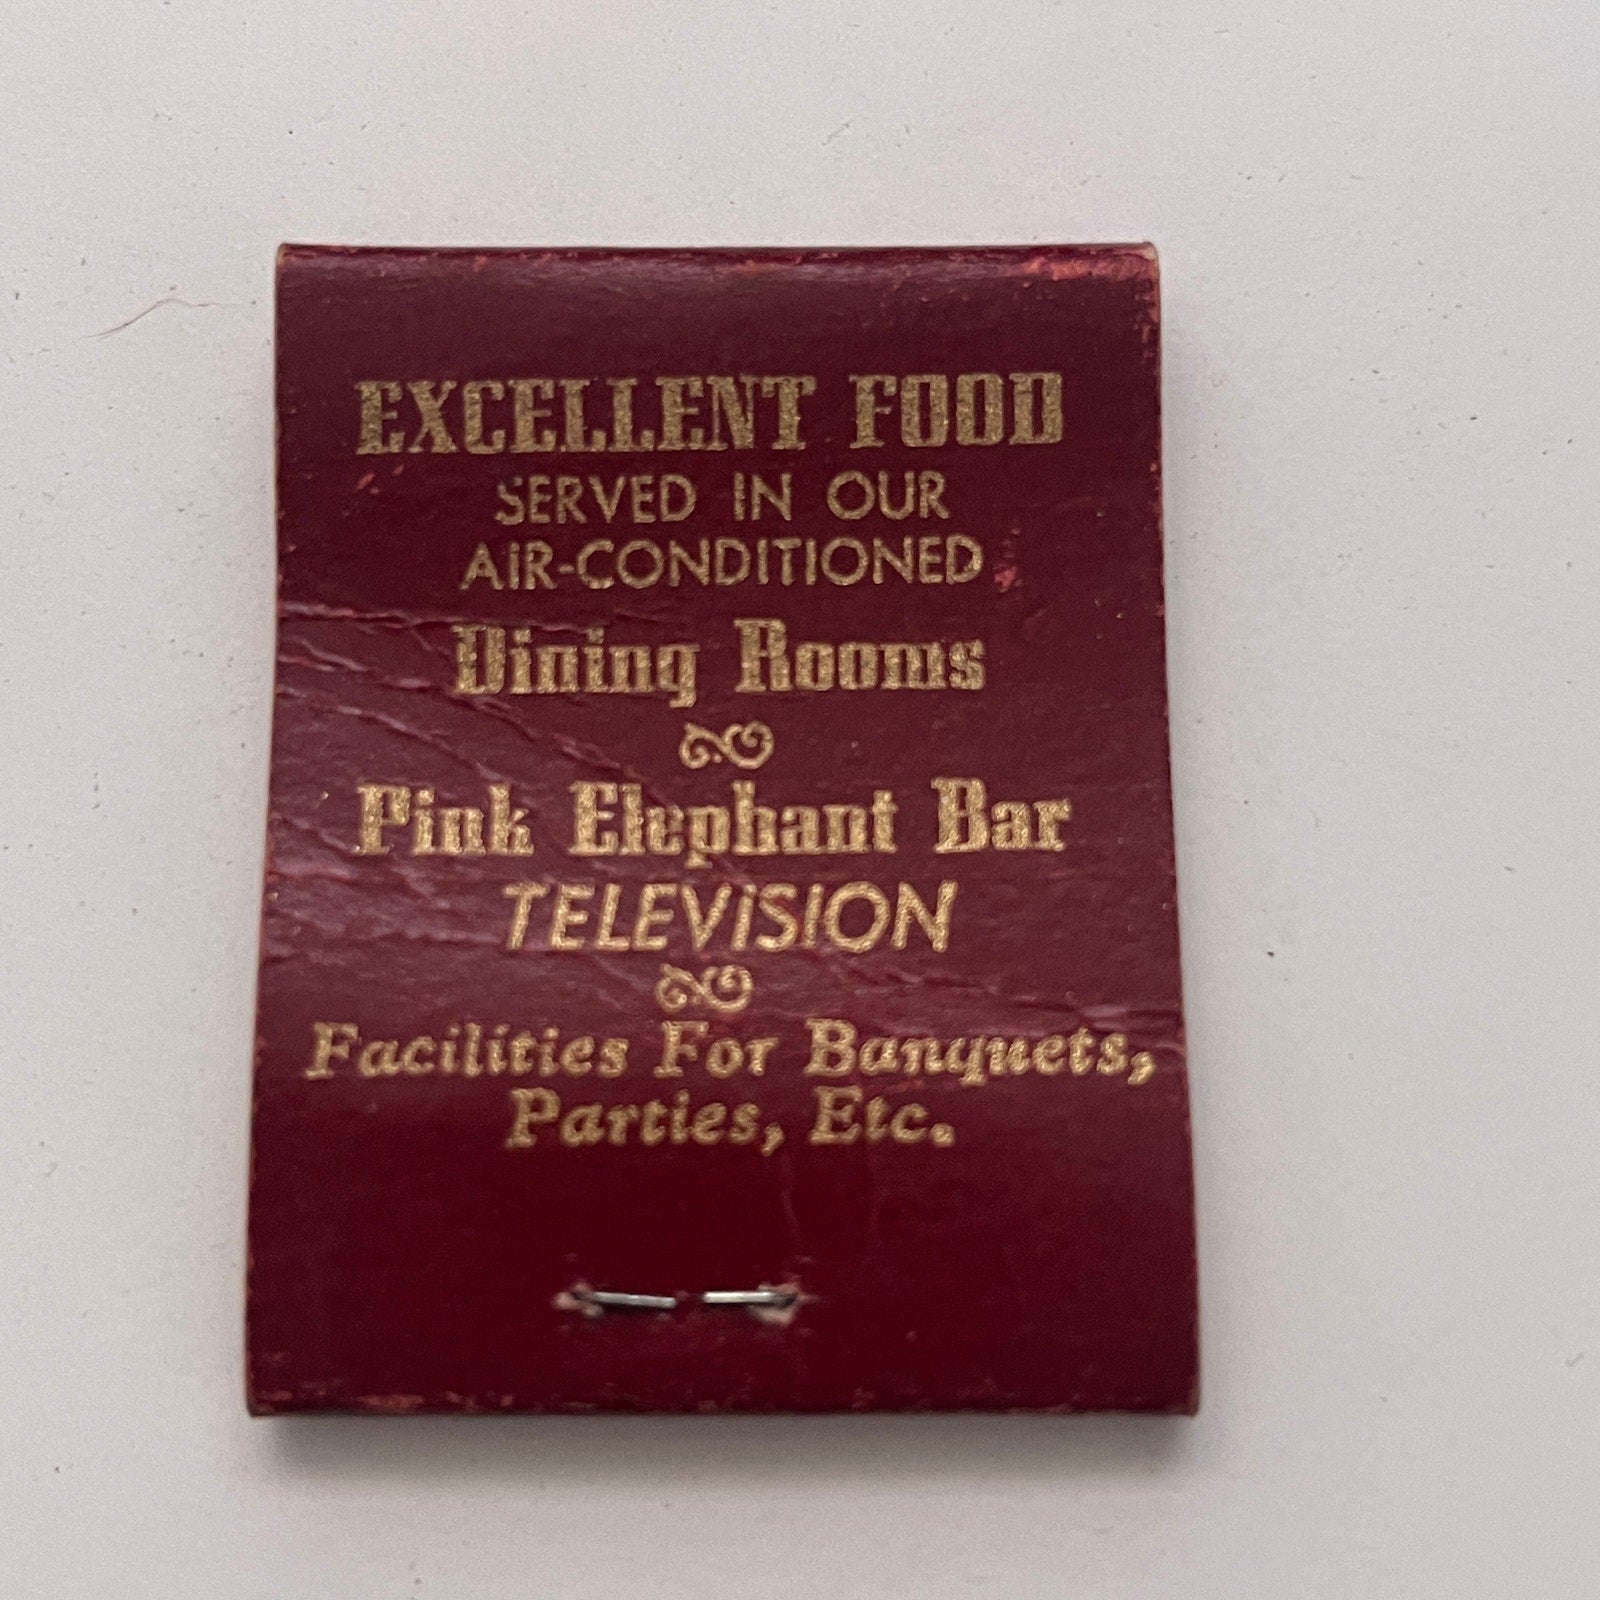 EXCELLENT FOOD
SERVED IN OUR
AIR-CONDITIONED
Dining Rooms
Pink Elephant Bar
TELEVISION
Facilities For Banquets,
Parties, Etc.